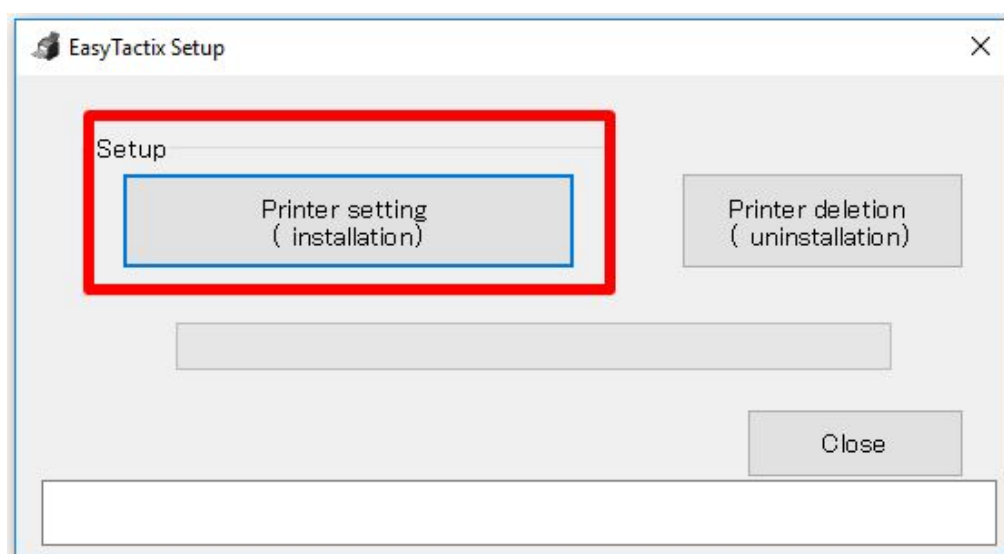 EasyTactix Setup
Setup
Printer setting
( installation)
Printer deletion
( uninstallation)
Close